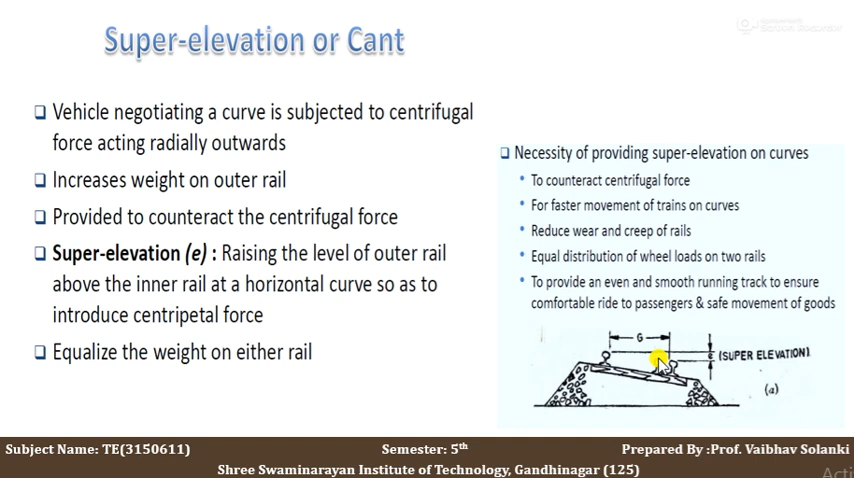 Super-elevation or Cant
❑ Vehicle negotiating a curve is subjected to centrifugal
force acting radially outwards
❑ Increases weight on outer rail
❑ Provided to counteract the centrifugal force
❑ Super-elevation (e) : Raising the level of outer rail
above the inner rail at a horizontal curve so as to
introduce centripetal force
❑ Equalize the weight on either rail
❑ Necessity of providing super-elevation on curves
• To counteract centrifugal force
• For faster movement of trains on curves
• Reduce wear and creep of rails
• Equal distribution of wheel loads on two rails
• To provide an even and smooth running track to ensure
comfortable ride to passengers & safe movement of goods
G
e (SUPER ELEVATION)
(a)
Subject Name: TE(3150611) Semester: 5th Prepared By :Prof. Vaibhav Solanki
Shree Swaminarayan Institute of Technology, Gandhinagar (125)
Screen Recorder
Acti